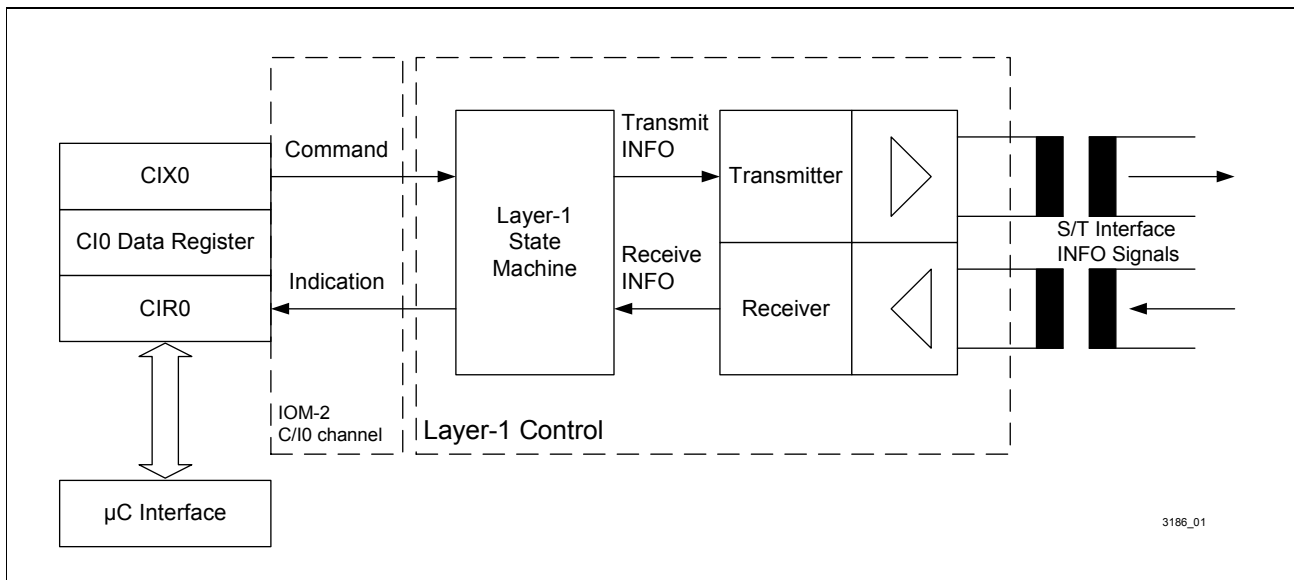 CIX0
CI0 Data Register
CIR0
µC Interface
Command
Indication
IOM-2
C/I0 channel
Layer-1
State
Machine
Transmit
INFO
Receive
INFO
Transmitter
Receiver
Layer-1 Control
S/T Interface
INFO Signals
3186_01